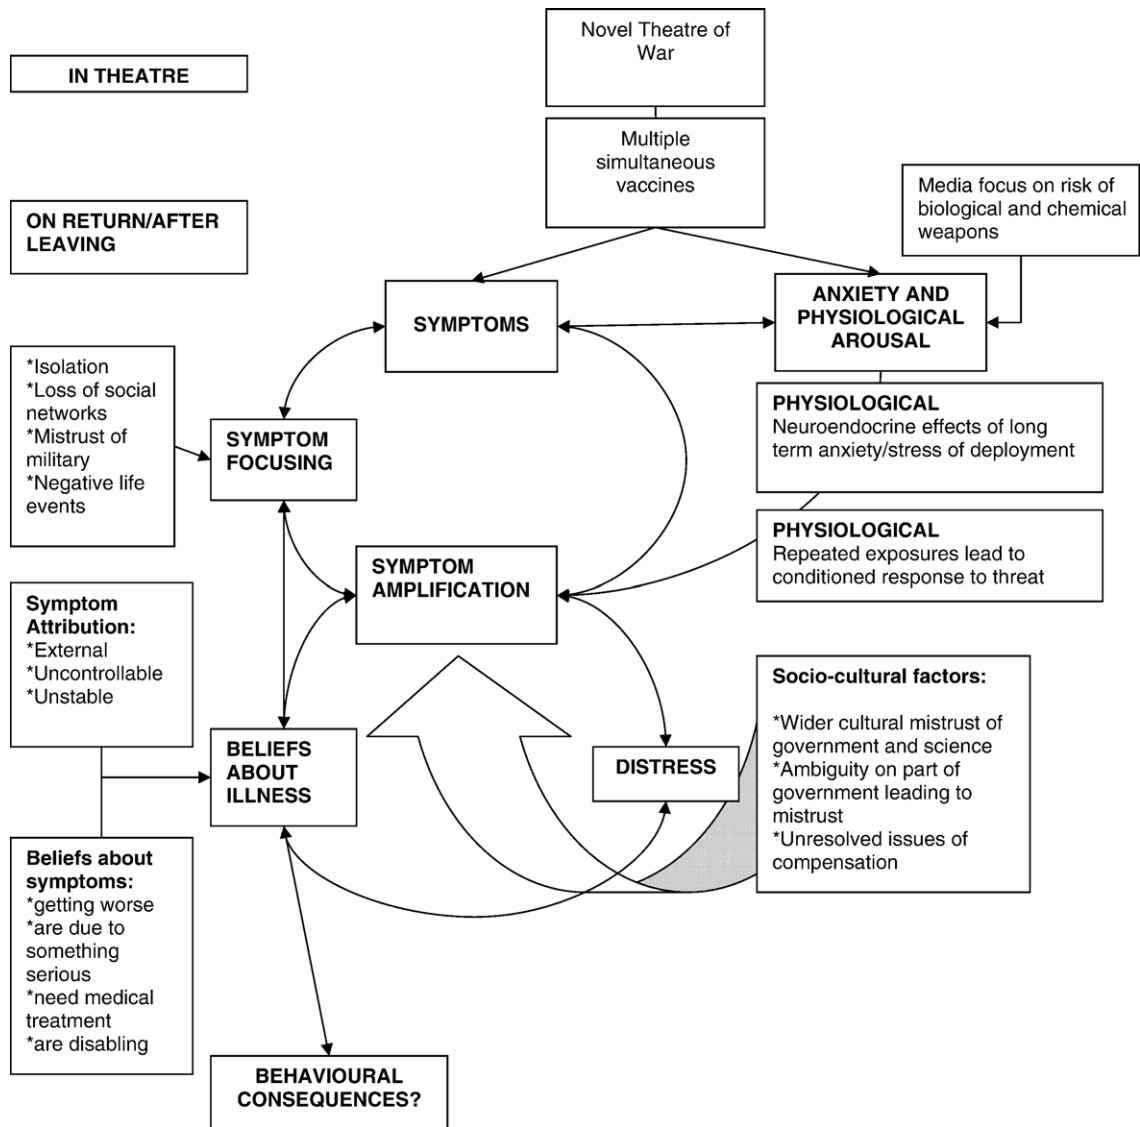 Novel Theatre of
War
IN THEATRE
Multiple
simultaneous
vaccines
Media focus on risk of
biological and chemical
weapons
ON RETURN/AFTER
LEAVING
SYMPTOMS
ANXIETY AND
PHYSIOLOGICAL
AROUSAL
*Isolation
*Loss of social
networks
*Mistrust of
military
*Negative life
events
SYMPTOM
FOCUSING
PHYSIOLOGICAL
Neuroendocrine effects of long
term anxiety/stress of deployment
PHYSIOLOGICAL
Repeated exposures lead to
conditioned response to threat
SYMPTOM
AMPLIFICATION
Symptom
Attribution:
*External
*Uncontrollable
*Unstable
Socio-cultural factors:
*Wider cultural mistrust of
government and science
*Ambiguity on part of
government leading to
mistrust
*Unresolved issues of
compensation
BELIEFS
ABOUT
ILLNESS
DISTRESS
Beliefs about
symptoms:
*getting worse
*are due to
something
serious
*need medical
treatment
*are disabling
BEHAVIOURAL
CONSEQUENCES?